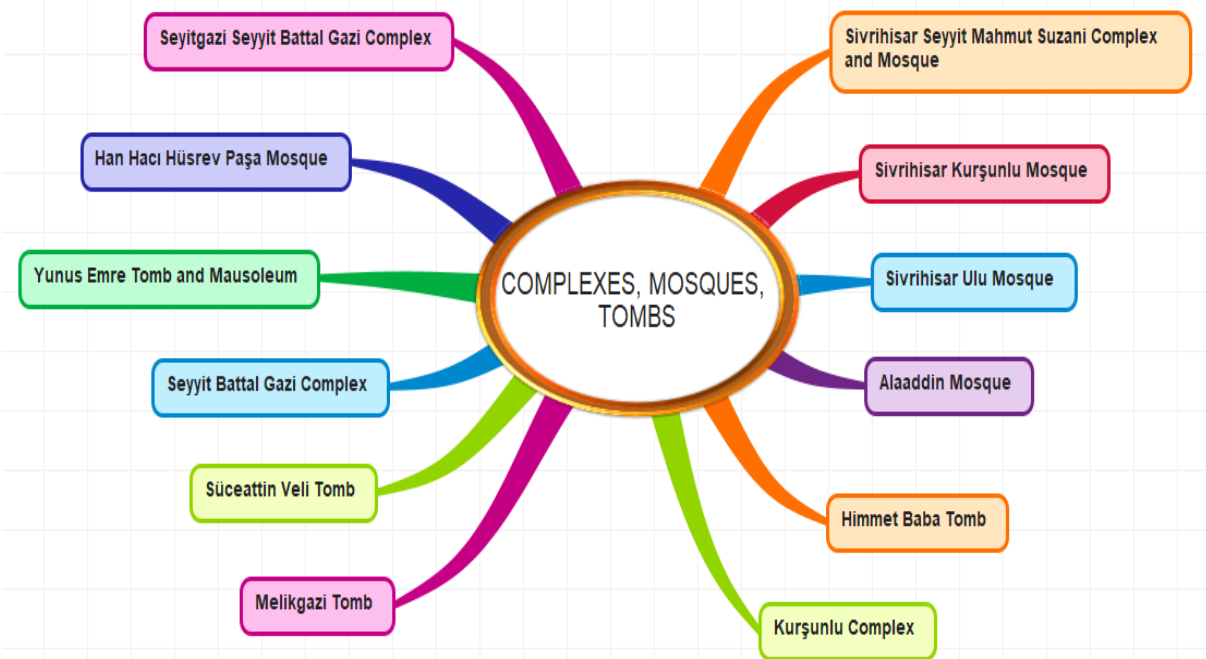 Seyitgazi Seyyit Battal Gazi Complex
Sivrihisar Seyyit Mahmut Suzani Complex
and Mosque
Han Hacı Hüsrev Paşa Mosque
Sivrihisar Kurşunlu Mosque
Yunus Emre Tomb and Mausoleum
COMPLEXES, MOSQUES,
TOMBS
Sivrihisar Ulu Mosque
Seyyit Battal Gazi Complex
Alaaddin Mosque
Süceattin Veli Tomb
Himmet Baba Tomb
Melikgazi Tomb
Kurşunlu Complex